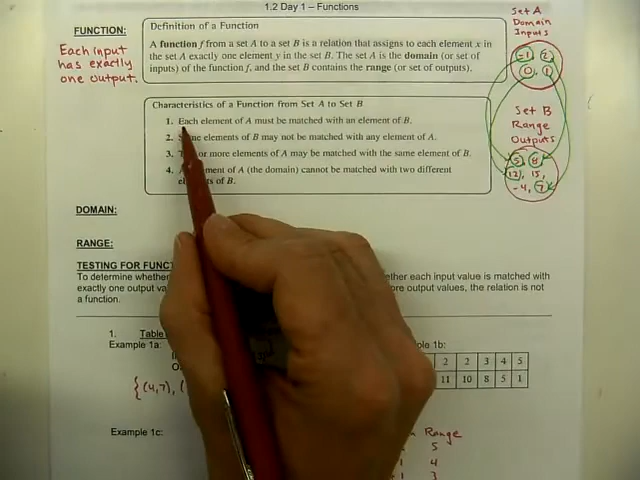 1.2 Day 1 – Functions
FUNCTION:
Each input
has exactly
one output.
Definition of a Function
A function f from a set A to a set B is a relation that assigns to each element x in
the set A exactly one element y in the set B. The set A is the domain (or set of
inputs) of the function f, and the set B contains the range (or set of outputs).
Set A
Domain
Inputs
-1, 2,
0, 1
Characteristics of a Function from Set A to Set B
1. Each element of A must be matched with an element of B.
2. Some elements of B may not be matched with any element of A.
3. or more elements of A may be matched with the same element of B.
4. element of A (the domain) cannot be matched with two different
of B.
Set B
Range
Outputs
5, 8,
12, 15,
-4, 7
DOMAIN:
RANGE:
TESTING FOR FUNCT
To determine whether ether each input value is matched with
exactly one output va ore output values, the relation is not
a function.
1. Table
Example 1a: ple 1b:
2 2 3 4 5
11 10 8 5 1
{(4,7), (
Example 1c:
Range
5
4
3